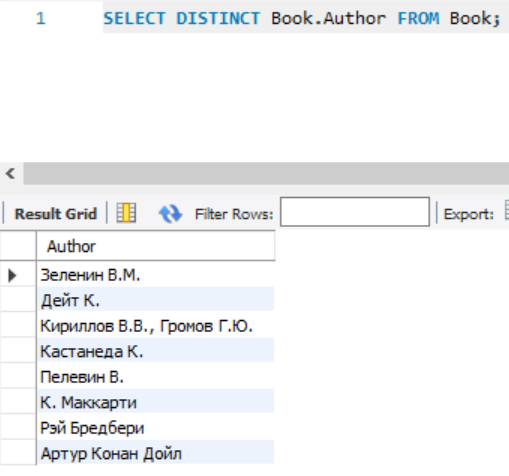 1 SELECT DISTINCT Book.Author FROM Book;
Result Grid Filter Rows: Export:
Author
Зеленин В.М.
Дейт К.
Кириллов В.В., Громов Г.Ю.
Кастанеда К.
Пелевин В.
К. Маккарти
Рэй Бредбери
Артур Конан Дойл